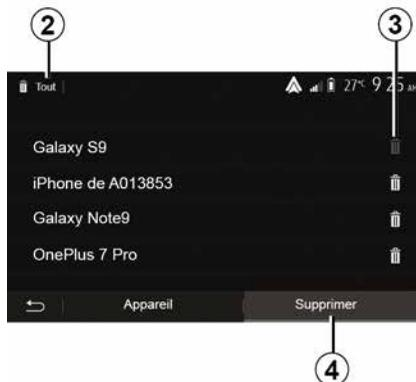 2 3
Tout 27°C 9 25 AM
Galaxy S9
iPhone de A013853
Galaxy Note9
OnePlus 7 Pro
Appareil Supprimer
4